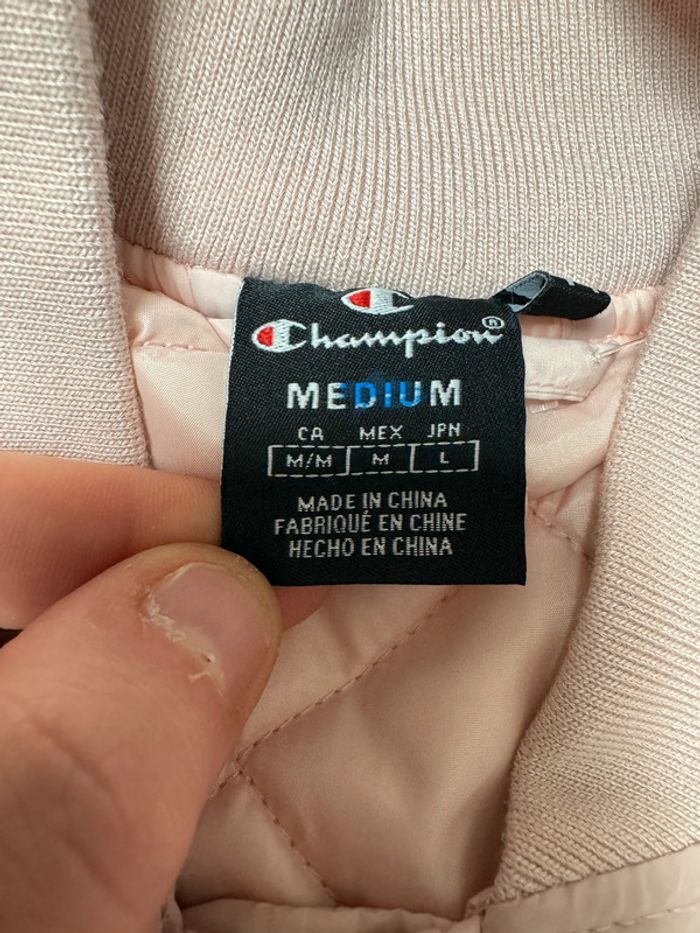 Champion®
MEDIUM
CA MEX JPN
M/M M L
MADE IN CHINA
FABRIQUÉ EN CHINE
HECHO EN CHINA